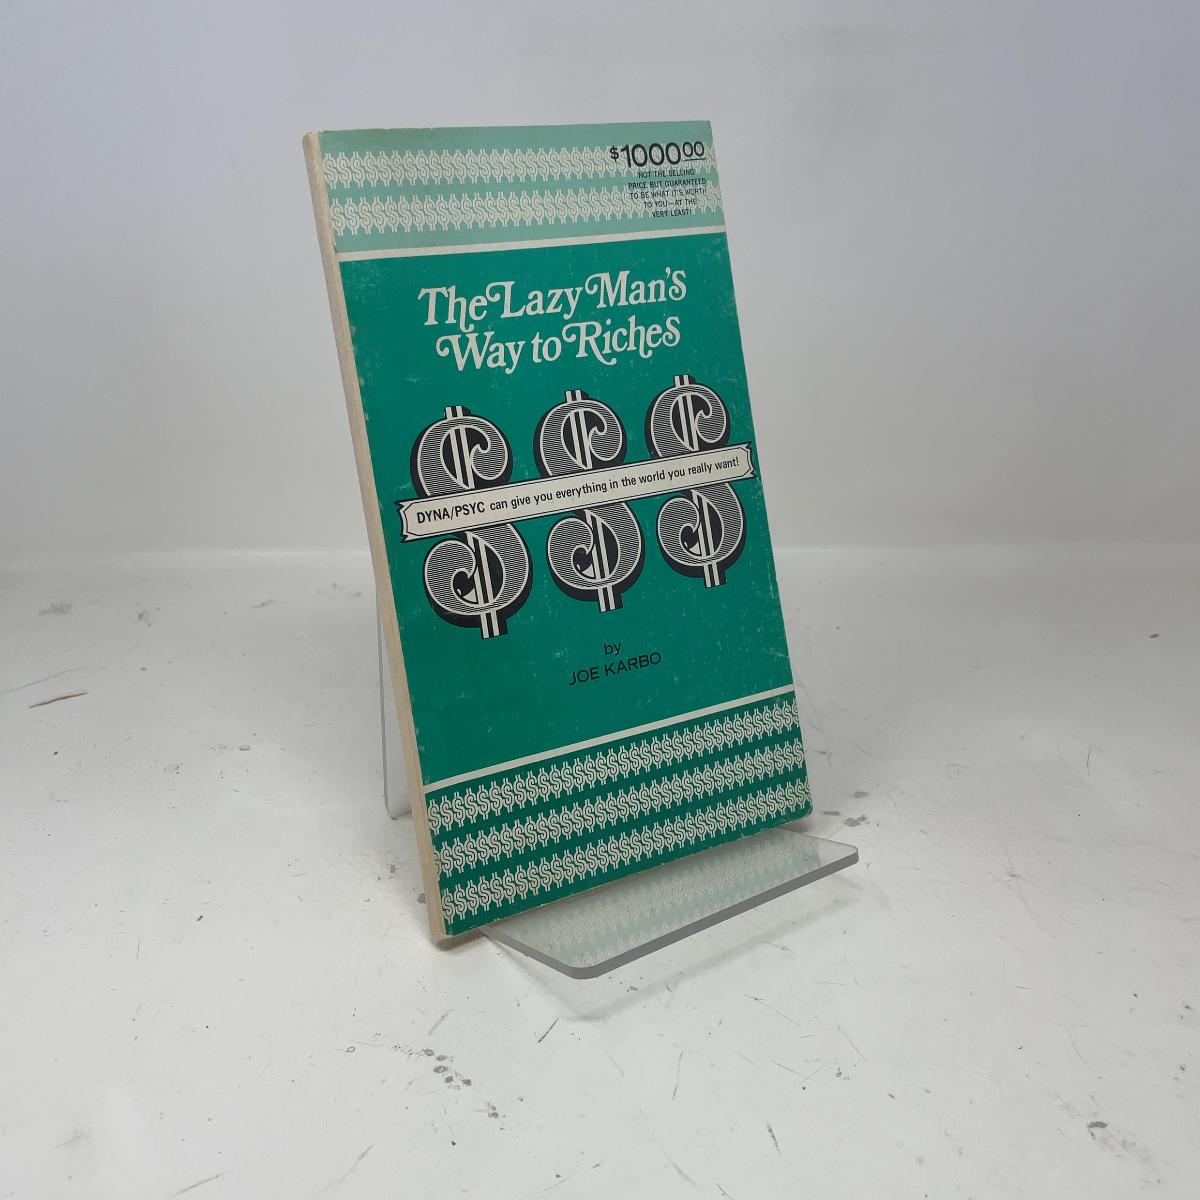 $1000.00
NOT THE SELLING
PRICE BUT GUARANTEED
TO BE WHAT IT'S WORTH
TO YOU—AT THE
VERY LEAST!
The Lazy Man's
Way to Riches
$$$
DYNA/PSYC can give you everything in the world you really want!
by
JOE KARBO